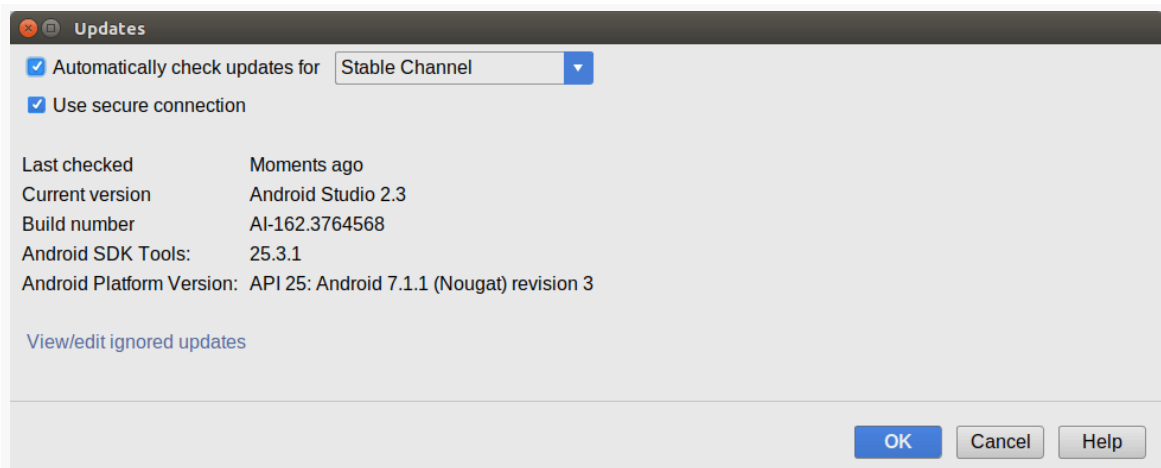 Updates
Automatically check updates for Stable Channel
Use secure connection
Last checked Moments ago
Current version Android Studio 2.3
Build number AI-162.3764568
Android SDK Tools: 25.3.1
Android Platform Version: API 25: Android 7.1.1 (Nougat) revision 3
View/edit ignored updates
OK Cancel Help